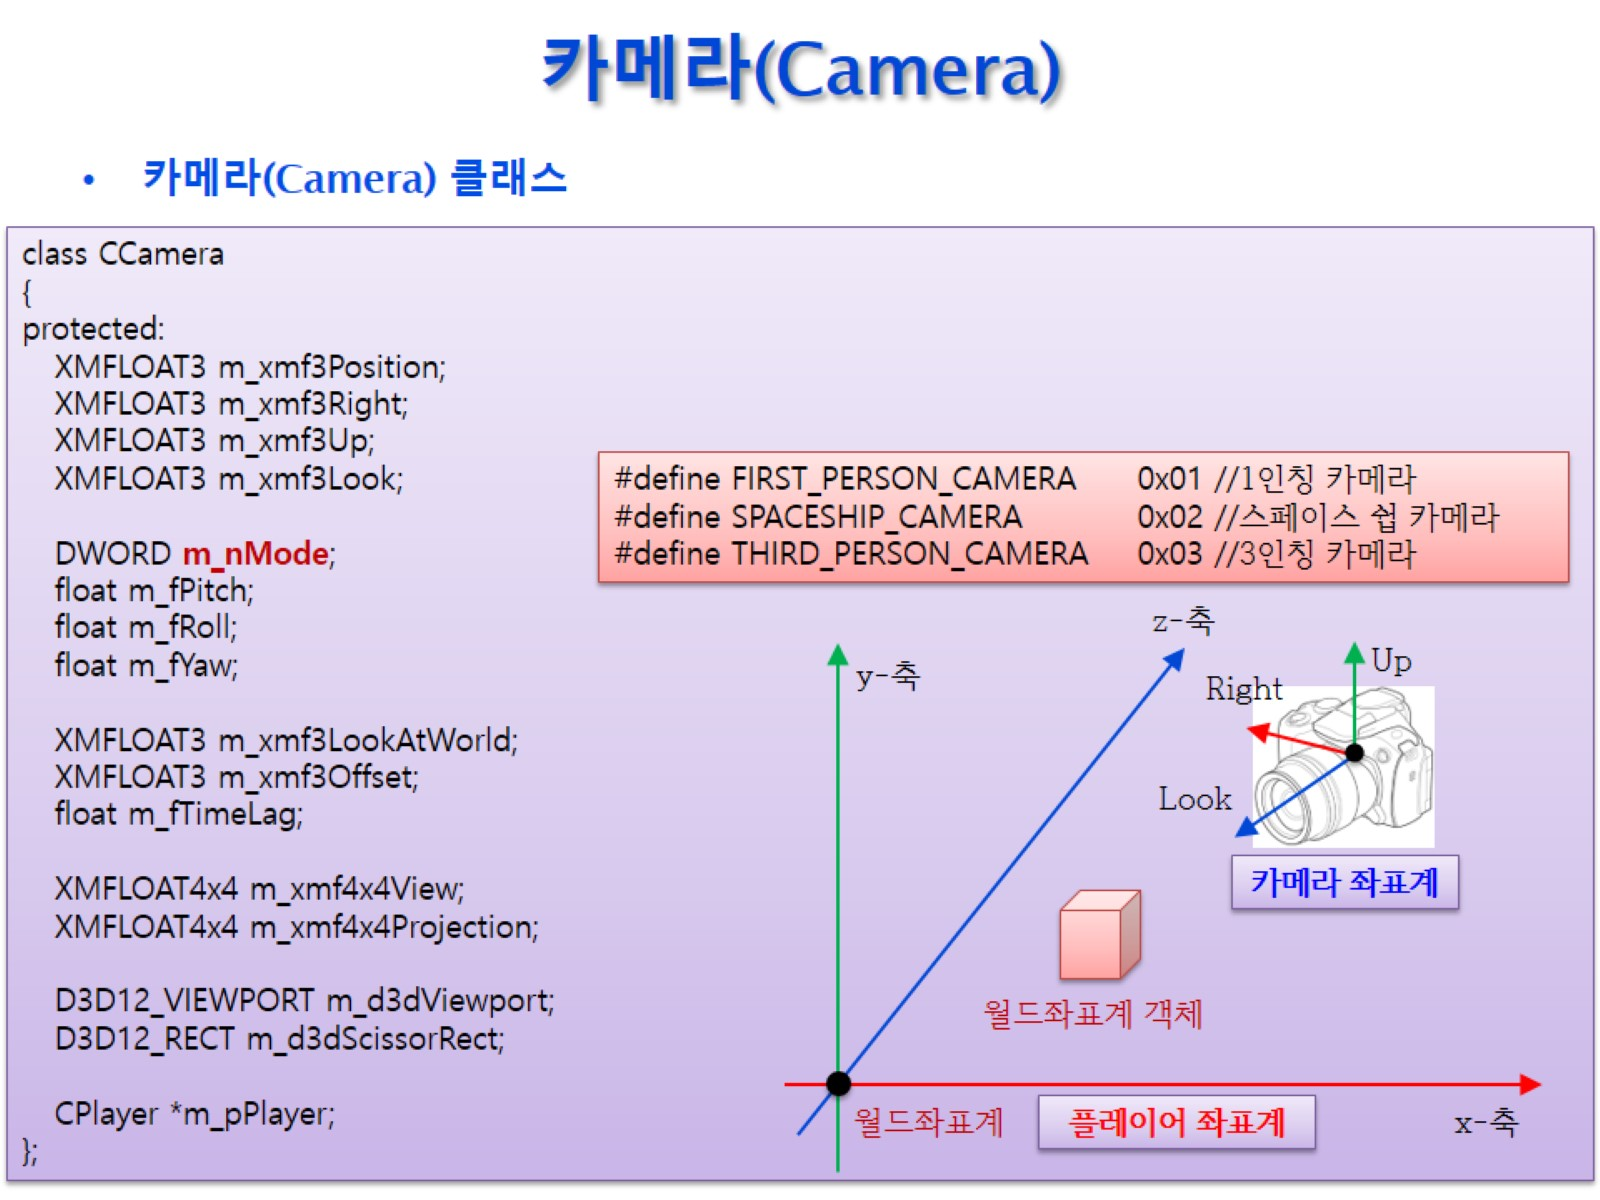 카메라(Camera)
• 카메라(Camera) 클래스
class CCamera
{
protected:
XMFLOAT3 m_xmf3Position;
XMFLOAT3 m_xmf3Right;
XMFLOAT3 m_xmf3Up;
XMFLOAT3 m_xmf3Look;
DWORD m_nMode;
float m_fPitch;
float m_fRoll;
float m_fYaw;
XMFLOAT3 m_xmf3LookAtWorld;
XMFLOAT3 m_xmf3Offset;
float m_fTimeLag;
XMFLOAT4x4 m_xmf4x4View;
XMFLOAT4x4 m_xmf4x4Projection;
D3D12_VIEWPORT m_d3dViewport;
D3D12_RECT m_d3dScissorRect;
CPlayer *m_pPlayer;
};
#define FIRST_PERSON_CAMERA 0x01 //1인칭 카메라
#define SPACESHIP_CAMERA 0x02 //스페이스 쉽 카메라
#define THIRD_PERSON_CAMERA 0x03 //3인칭 카메라
z-축
y-축
Up
Right
Look
카메라 좌표계
월드좌표계 객체
월드좌표계
플레이어 좌표계
x-축